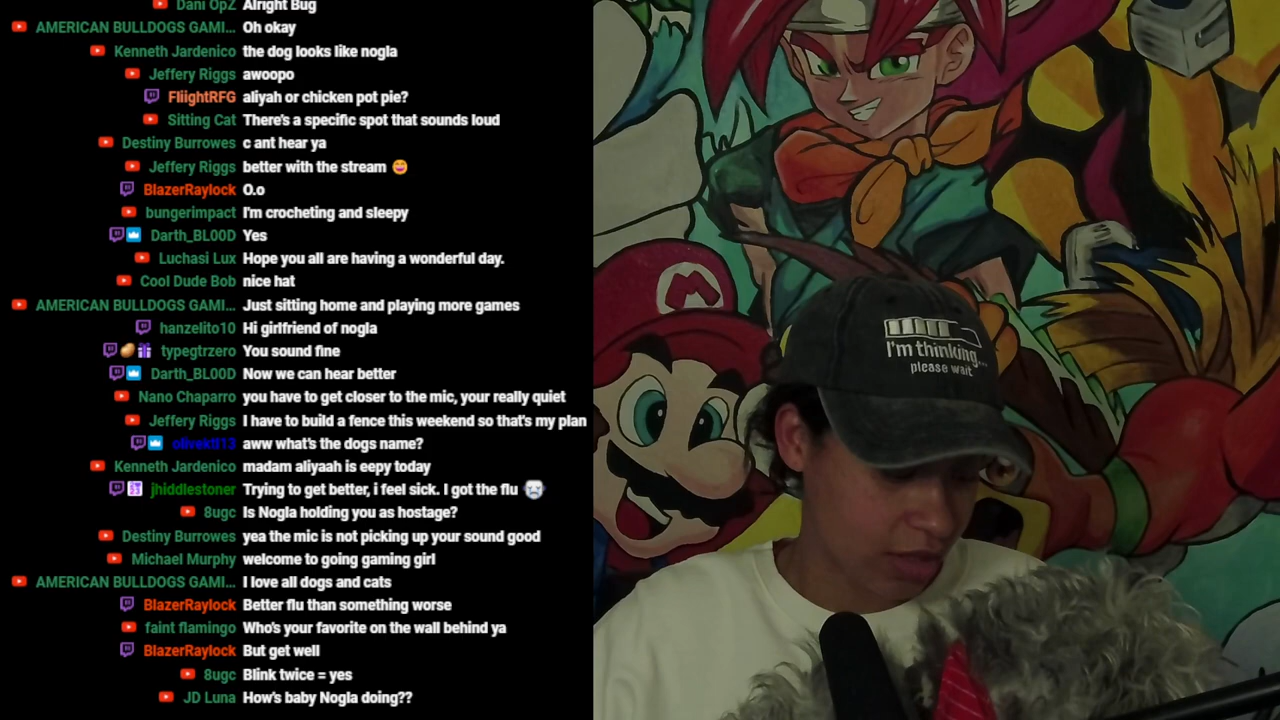 Dani OpZ Alright Bug
AMERICAN BULLDOGS GAMI... Oh okay
Kenneth Jardenico the dog looks like nogla
Jeffery Riggs awoopo
FliightRFG aliyah or chicken pot pie?
Sitting Cat There's a specific spot that sounds loud
Destiny Burrowes c ant hear ya
Jeffery Riggs better with the stream 😄
BlazerRaylock O.o
bungerimpact I'm crocheting and sleepy
Darth_BL00D Yes
Luchasi Lux Hope you all are having a wonderful day.
Cool Dude Bob nice hat
AMERICAN BULLDOGS GAMI... Just sitting home and playing more games
hanzelito10 Hi girlfriend of nogla
typegtrzero You sound fine
Darth_BL00D Now we can hear better
Nano Chaparro you have to get closer to the mic, your really quiet
Jeffery Riggs I have to build a fence this weekend so that's my plan
aww what's the dogs name?
Kenneth Jardenico madam aliyaah is eepy today
jhiddlestoner Trying to get better, i feel sick. I got the flu
8ugc Is Nogla holding you as hostage?
Destiny Burrowes yea the mic is not picking up your sound good
Michael Murphy welcome to going gaming girl
AMERICAN BULLDOGS GAMI... I love all dogs and cats
BlazerRaylock Better flu than something worse
faint flamingo Who's your favorite on the wall behind ya
BlazerRaylock But get well
8ugc Blink twice = yes
JD Luna How's baby Nogla doing??
M
I'm thinking...
please wait